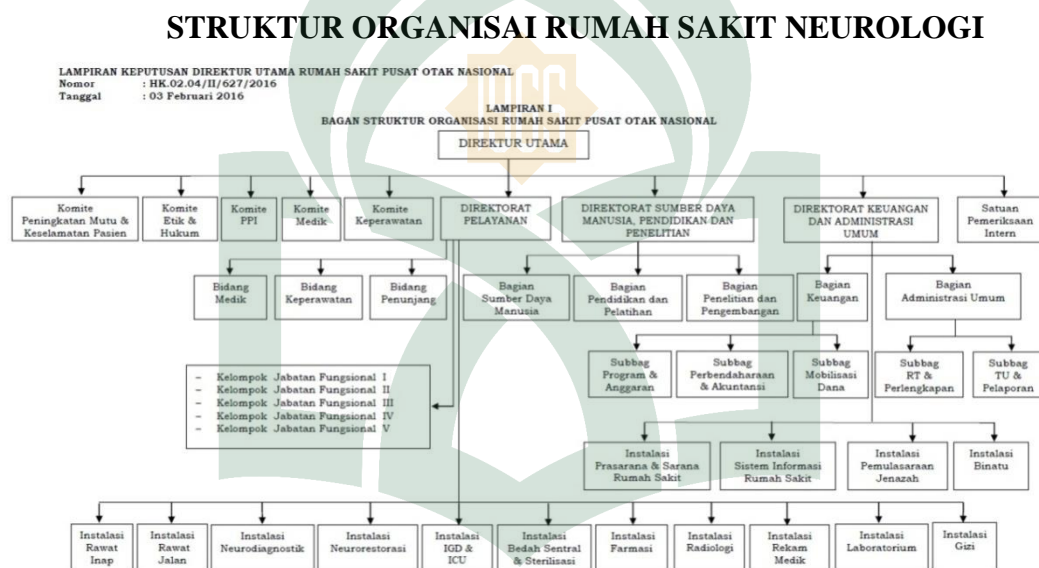 STRUKTUR ORGANISAI RUMAH SAKIT NEUROLOGI
LAMPIRAN KEPUTUSAN DIREKTUR UTAMA RUMAH SAKIT PUSAT OTAK NASIONAL
Nomor : HK.02.04/II/627/2016
Tanggal : 03 Februari 2016
LAMPIRAN I
BAGAN STRUKTUR ORGANISASI RUMAH SAKIT PUSAT OTAK NASIONAL
DIREKTUR UTAMA
Komite
Peningkatan Mutu &
Keselamatan Pasien
Komite
Etik &
Hukum
Komite
PPI
Komite
Medik
Komite
Keperawatan
DIREKTORAT
PELAYANAN
DIREKTORAT SUMBER DAYA
MANUSIA, PENDIDIKAN DAN
PENELITIAN
DIREKTORAT KEUANGAN
DAN ADMINISTRASI
UMUM
Satuan
Pemeriksaan
Intern
Bidang
Medik
Bidang
Keperawatan
Bidang
Penunjang
Bagian
Sumber Daya
Manusia
Bagian
Pendidikan dan
Pelatihan
Bagian
Penelitian dan
Pengembangan
Bagian
Keuangan
Bagian
Administrasi Umum
Subbag
Program &
Anggaran
Subbag
Perbendaharaan
& Akuntansi
Subbag
Mobilisasi
Dana
Subbag
RT &
Perlengkapan
Subbag
TU &
Pelaporan
- Kelompok Jabatan Fungsional I
- Kelompok Jabatan Fungsional II
- Kelompok Jabatan Fungsional III
- Kelompok Jabatan Fungsional IV
- Kelompok Jabatan Fungsional V
Instalasi
Prasarana & Sarana
Rumah Sakit
Instalasi
Sistem Informasi
Rumah Sakit
Instalasi
Pemulasaraan
Jenazah
Instalasi
Binatu
Instalasi
Rawat
Inap
Instalasi
Rawat
Jalan
Instalasi
Neurodiagnostik
Instalasi
Neurorestorasi
Instalasi
IGD &
ICU
Instalasi
Bedah Sentral
& Sterilisasi
Instalasi
Farmasi
Instalasi
Radiologi
Instalasi
Rekam
Medik
Instalasi
Laboratorium
Instalasi
Gizi